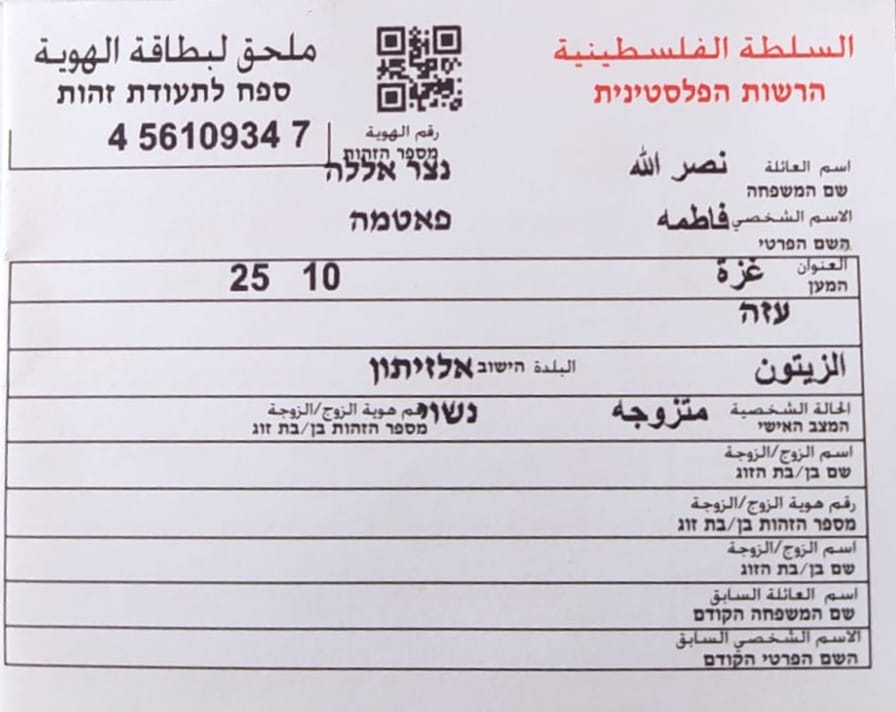 السلطة الفلسطينية
הרשות הפלסטינית
ملحق لبطاقة الهوية
ספח לתעודת זהות
رقم الهوية 4 5610934 7
מספר הזהות
اسم العائلة نصر الله נצר אללה
שם המשפחה
الاسم الشخصي فاطمه פאטמה
השם הפרטי
العنوان غزة 10 25
המען
עזה
الزيتون البلدة הישוב אלזיתון
الحالة الشخصية متزوجه נשוי رقم هوية الزوج/الزوجة
המצב האישי מספר הזהות בן/בת זוג
اسم الزوج/الزوجة
שם בן/בת הזוג
رقم هوية الزوج/الزوجة
מספר הזהות בן/בת זוג
اسم الزوج/الزوجة
שם בן/בת הזוג
اسم العائلة السابق
שם המשפחה הקודם
الاسم الشخصي السابق
השם הפרטי הקודם